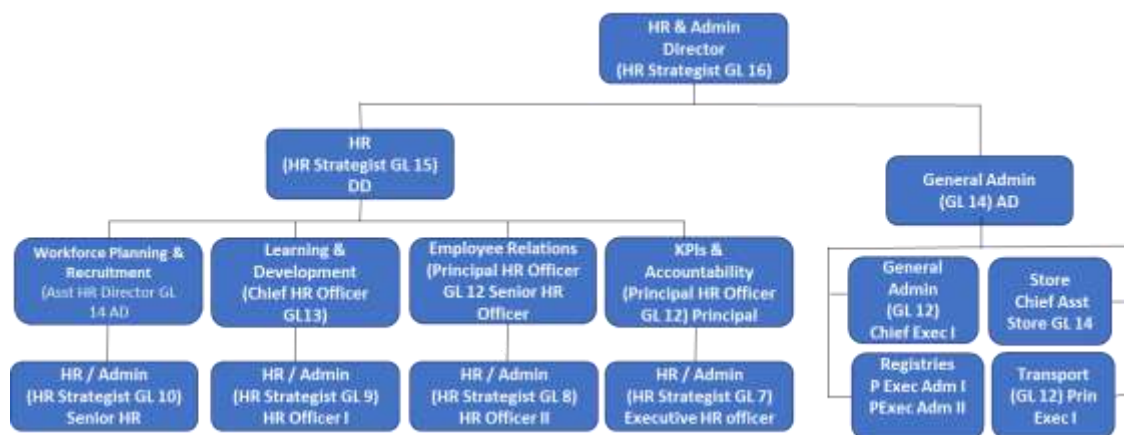 HR & Admin
Director
(HR Strategist GL 16)
HR
(HR Strategist GL 15)
DD
General Admin
(GL 14) AD
Workforce Planning &
Recruitment
(Asst HR Director GL
14 AD
Learning &
Development
(Chief HR Officer
GL13)
Employee Relations
(Principal HR Officer
GL 12 Senior HR
Officer
KPIs &
Accountability
(Principal HR Officer
GL 12) Principal
General
Admin
(GL 12)
Chief Exec I
Store
Chief Asst
Store GL 14
HR / Admin
(HR Strategist GL 10)
Senior HR
HR / Admin
(HR Strategist GL 9)
HR Officer I
HR / Admin
(HR Strategist GL 8)
HR Officer II
HR / Admin
(HR Strategist GL 7)
Executive HR officer
Registries
P Exec Adm I
PExec Adm II
Transport
(GL 12) Prin
Exec I